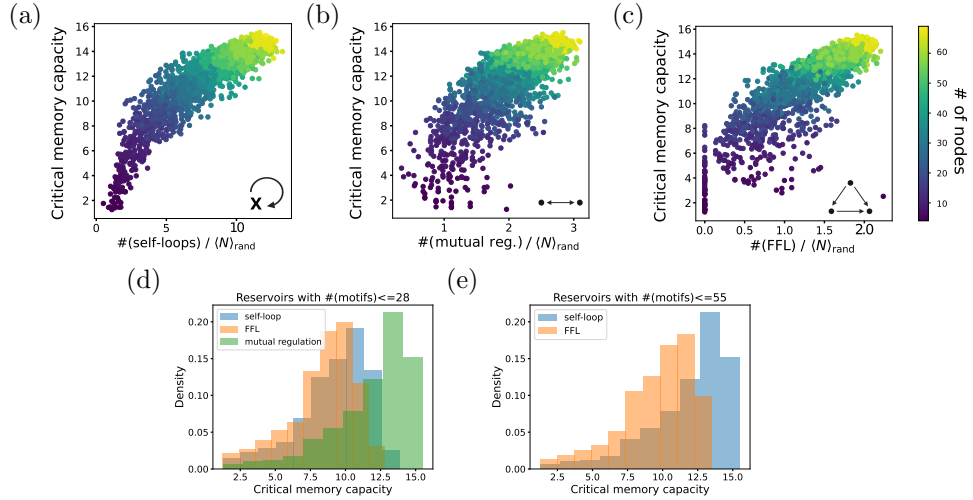 (a)
16
14
12
10
8
6
4
2
Critical memory capacity
0
5
10
#(self-loops) / ⟨N⟩rand
X
(b)
16
14
12
10
8
6
4
2
Critical memory capacity
1
2
3
#(mutual reg.) / ⟨N⟩rand
(c)
16
14
12
10
8
6
4
2
Critical memory capacity
0.0
0.5
1.0
1.5
2.0
#(FFL) / ⟨N⟩rand
60
50
40
30
20
10
# of nodes
(d)
Reservoirs with #(motifs)<=28
self-loop
FFL
mutual regulation
0.20
0.15
0.10
0.05
0.00
Density
2.5
5.0
7.5
10.0
12.5
15.0
Critical memory capacity
(e)
Reservoirs with #(motifs)<=55
self-loop
FFL
0.20
0.15
0.10
0.05
0.00
Density
2.5
5.0
7.5
10.0
12.5
15.0
Critical memory capacity